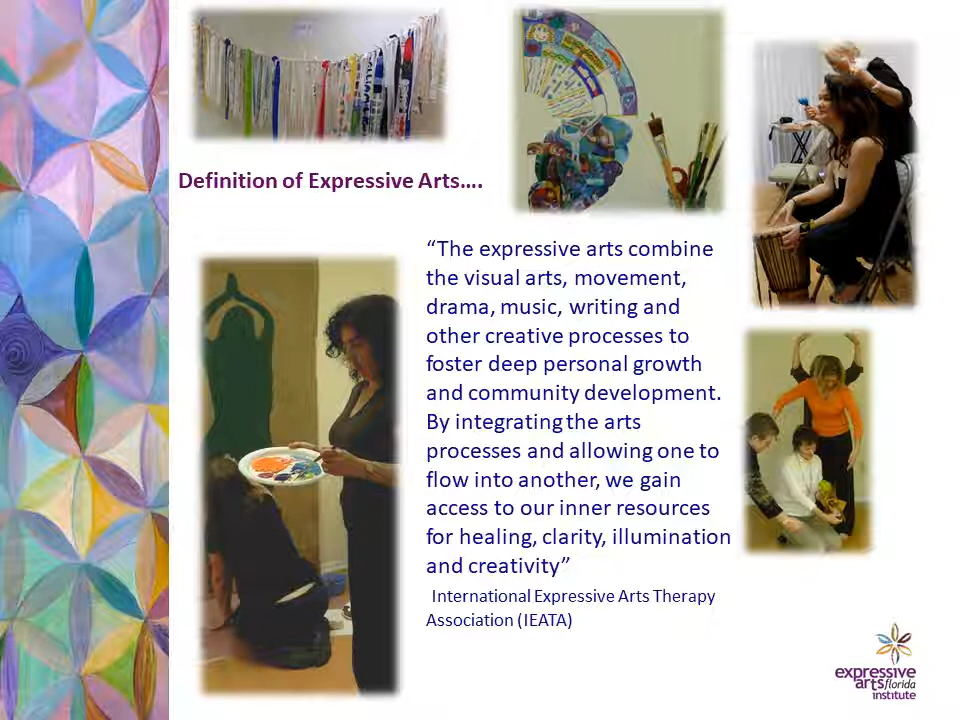 Definition of Expressive Arts....
“The expressive arts combine
the visual arts, movement,
drama, music, writing and
other creative processes to
foster deep personal growth
and community development.
By integrating the arts
processes and allowing one to
flow into another, we gain
access to our inner resources
for healing, clarity, illumination
and creativity”
International Expressive Arts Therapy
Association (IEATA)
expressive
arts florida
institute